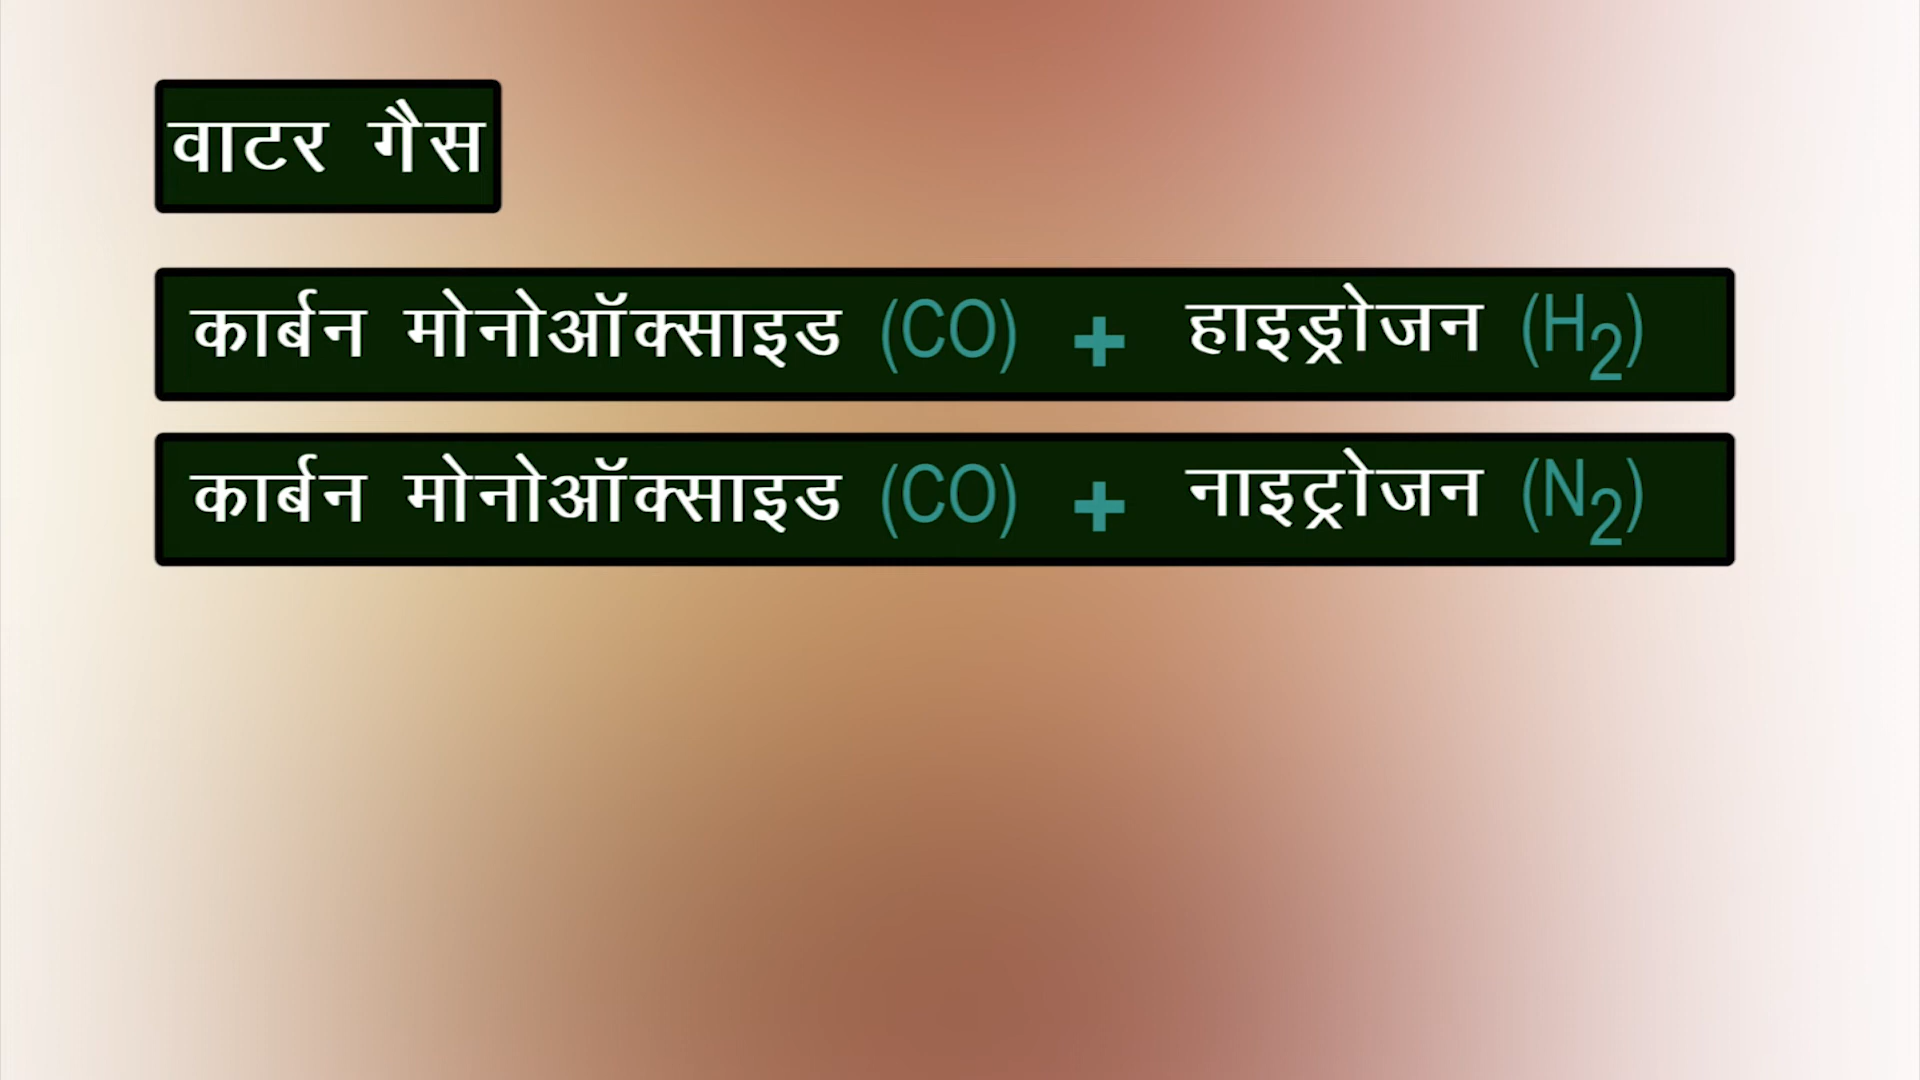 वाटर गैस
कार्बन मोनोऑक्साइड (CO) + हाइड्रोजन (H2)
कार्बन मोनोऑक्साइड (CO) + नाइट्रोजन (N2)